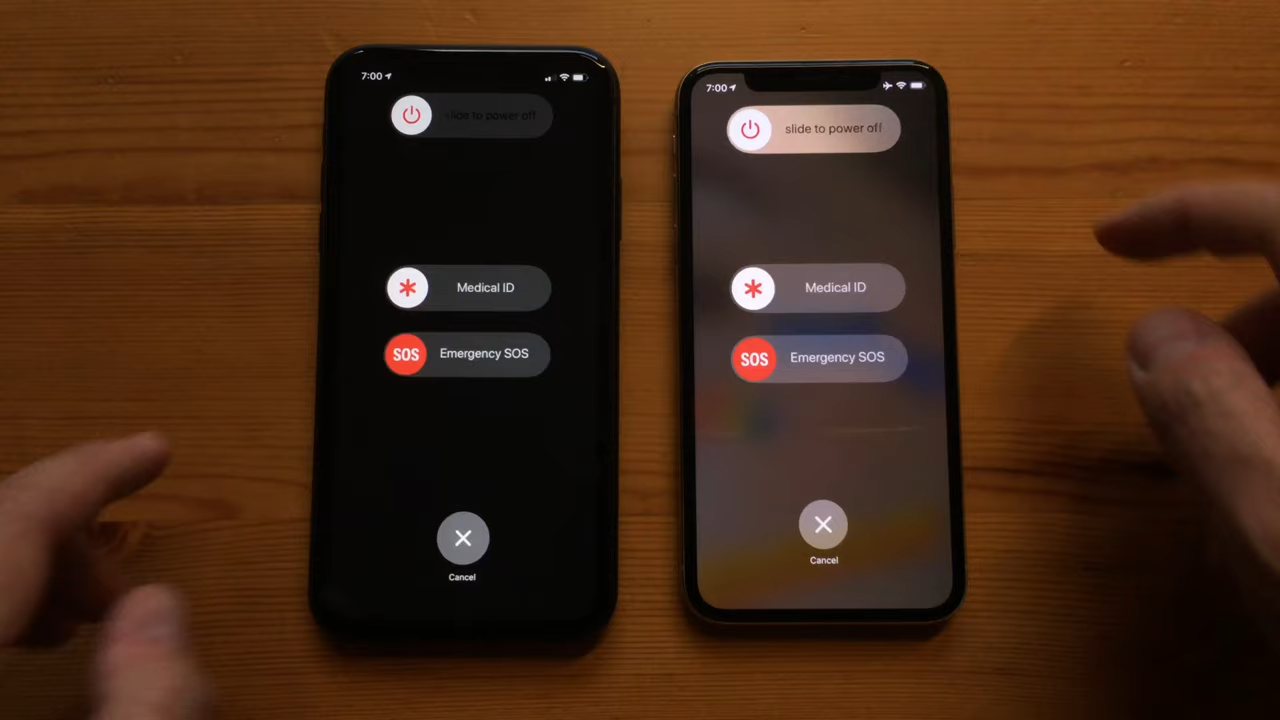 7:00
slide to power off
Medical ID
SOS Emergency SOS
Cancel
7:00
slide to power off
Medical ID
SOS Emergency SOS
Cancel